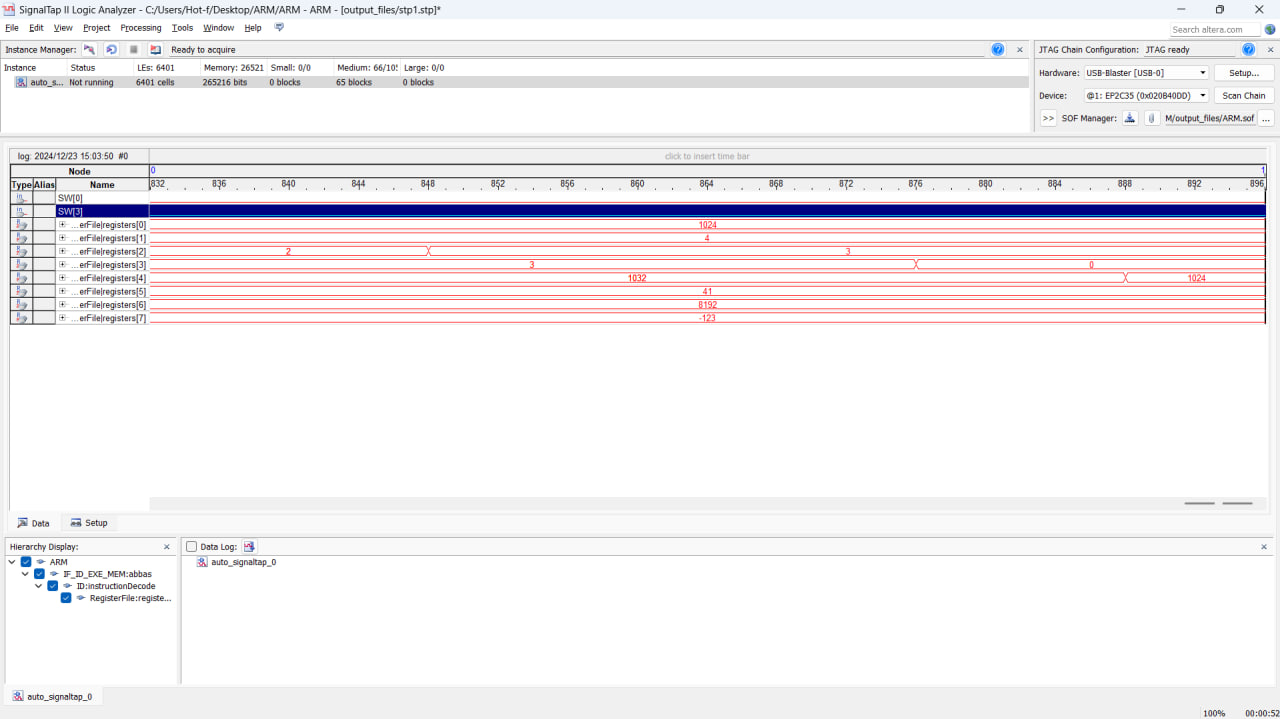 SignalTap II Logic Analyzer - C:/Users/Hot-f/Desktop/ARM/ARM - ARM - [output_files/stp1.stp]*
File Edit View Project Processing Tools Window Help
Search altera.com
Instance Manager: Ready to acquire
JTAG Chain Configuration: JTAG ready
Instance Status LEs: 6401 Memory: 26521 Small: 0/0 Medium: 66/10 Large: 0/0
auto_s... Not running 6401 cells 265216 bits 0 blocks 65 blocks 0 blocks
Hardware: USB-Blaster [USB-0] Setup...
Device: @1: EP2C35 (0x020B40DD) Scan Chain
>> SOF Manager: M/output_files/ARM.sof ...
log: 2024/12/23 15:03:50 #0 click to insert time bar
Node 0 1
Type Alias Name 832 836 840 844 848 852 856 860 864 868 872 876 880 884 888 892 896
SW[0]
SW[3]
...erFile|registers[0] 1024
...erFile|registers[1] 4
...erFile|registers[2] 2 3
...erFile|registers[3] 3 0
...erFile|registers[4] 1032 1024
...erFile|registers[5] 41
...erFile|registers[6] 8192
...erFile|registers[7] -123
Data Setup
Hierarchy Display: Data Log:
ARM auto_signaltap_0
IF_ID_EXE_MEM:abbas
ID:instructionDecode
RegisterFile:registe...
auto_signaltap_0
100% 00:00:52